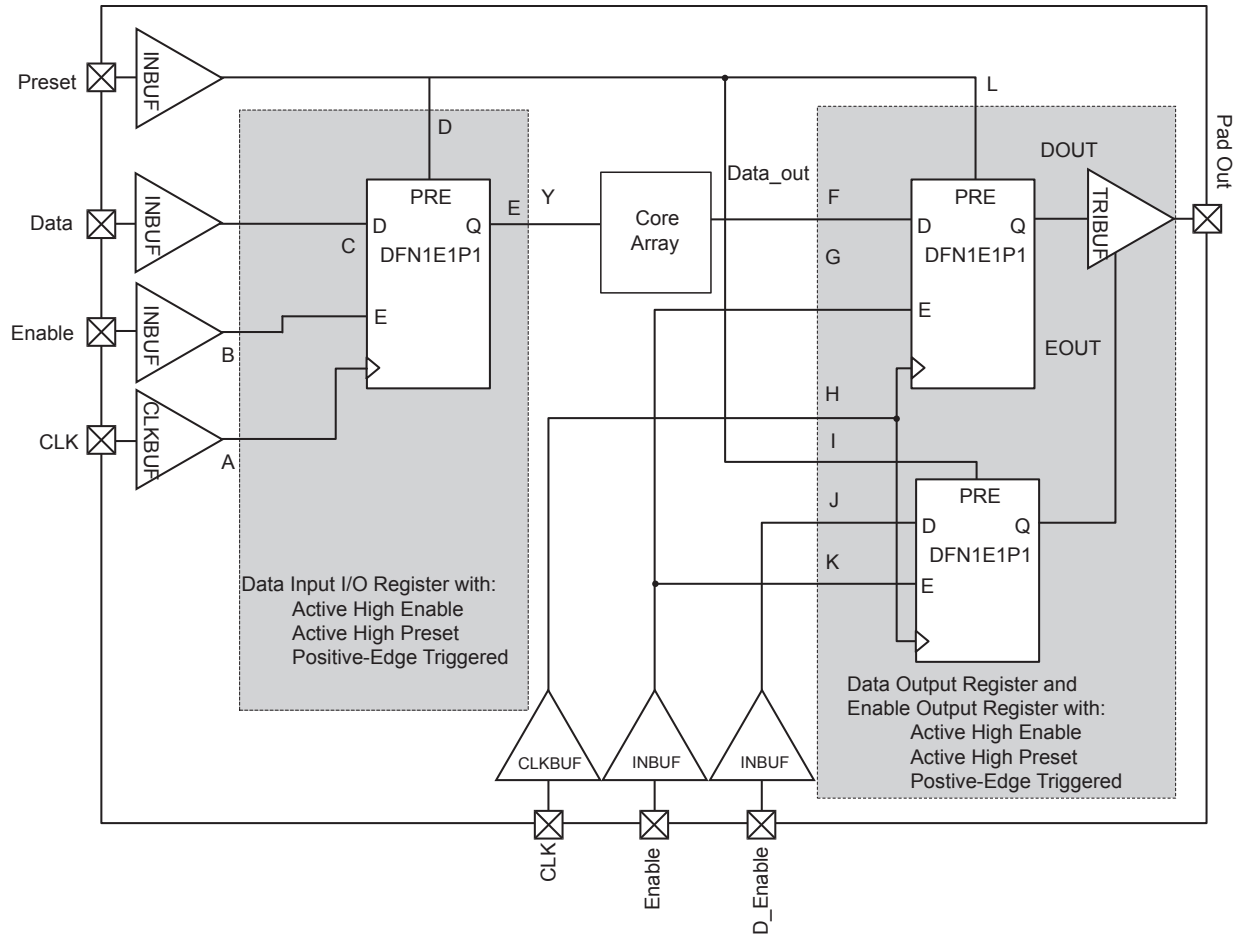 Preset
INBUF
L
D
Pad Out
Data
INBUF
PRE
D
Q
DFN1E1P1
E
C
E
Y
Core
Array
Data_out
F
G
PRE
D
Q
DFN1E1P1
E
DOUT
TRIBUF
EOUT
Enable
INBUF
B
CLK
CLKBUF
A
H
I
J
K
PRE
D
Q
DFN1E1P1
E
Data Input I/O Register with:
Active High Enable
Active High Preset
Positive-Edge Triggered
Data Output Register and
Enable Output Register with:
Active High Enable
Active High Preset
Postive-Edge Triggered
CLKBUF
INBUF
INBUF
CLK
Enable
D_Enable